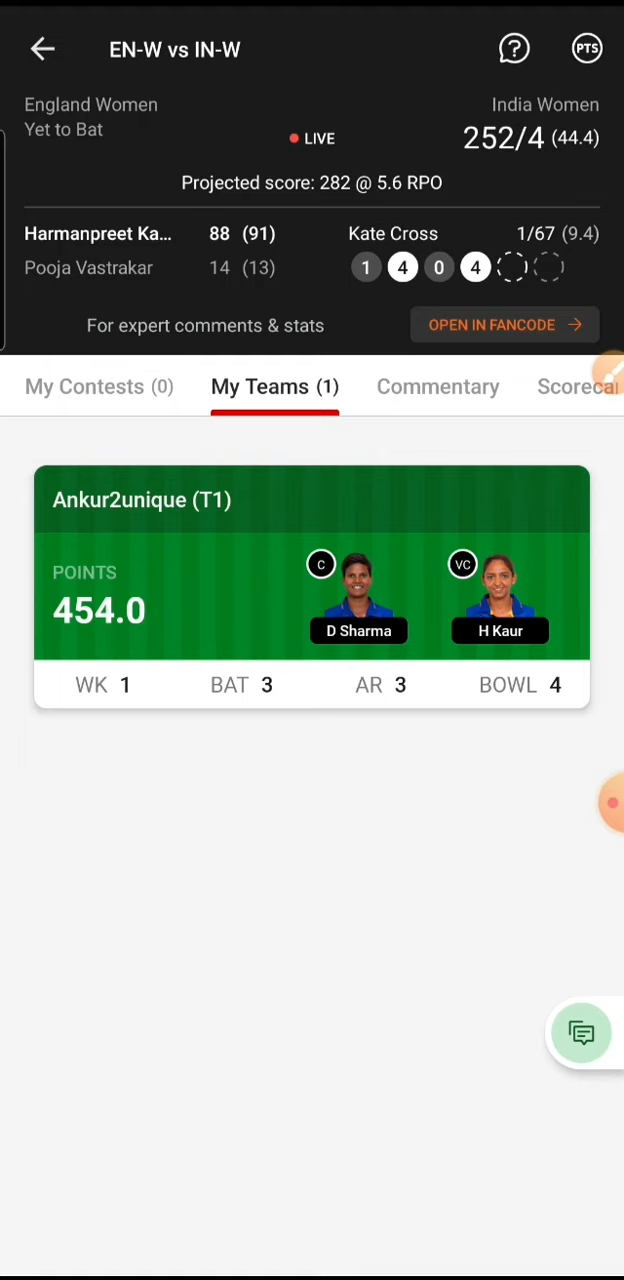 EN-W vs IN-W
PTS
England Women
India Women
Yet to Bat
LIVE
252/4 (44.4)
Projected score: 282 @ 5.6 RPO
Harmanpreet Ka... 88 (91)
Kate Cross 1/67 (9.4)
Pooja Vastrakar 14 (13)
1 4 0 4
For expert comments & stats
OPEN IN FANCODE
My Contests (0)
My Teams (1)
Commentary
Scorecar
Ankur2unique (T1)
POINTS
454.0
C
D Sharma
VC
H Kaur
WK 1
BAT 3
AR 3
BOWL 4